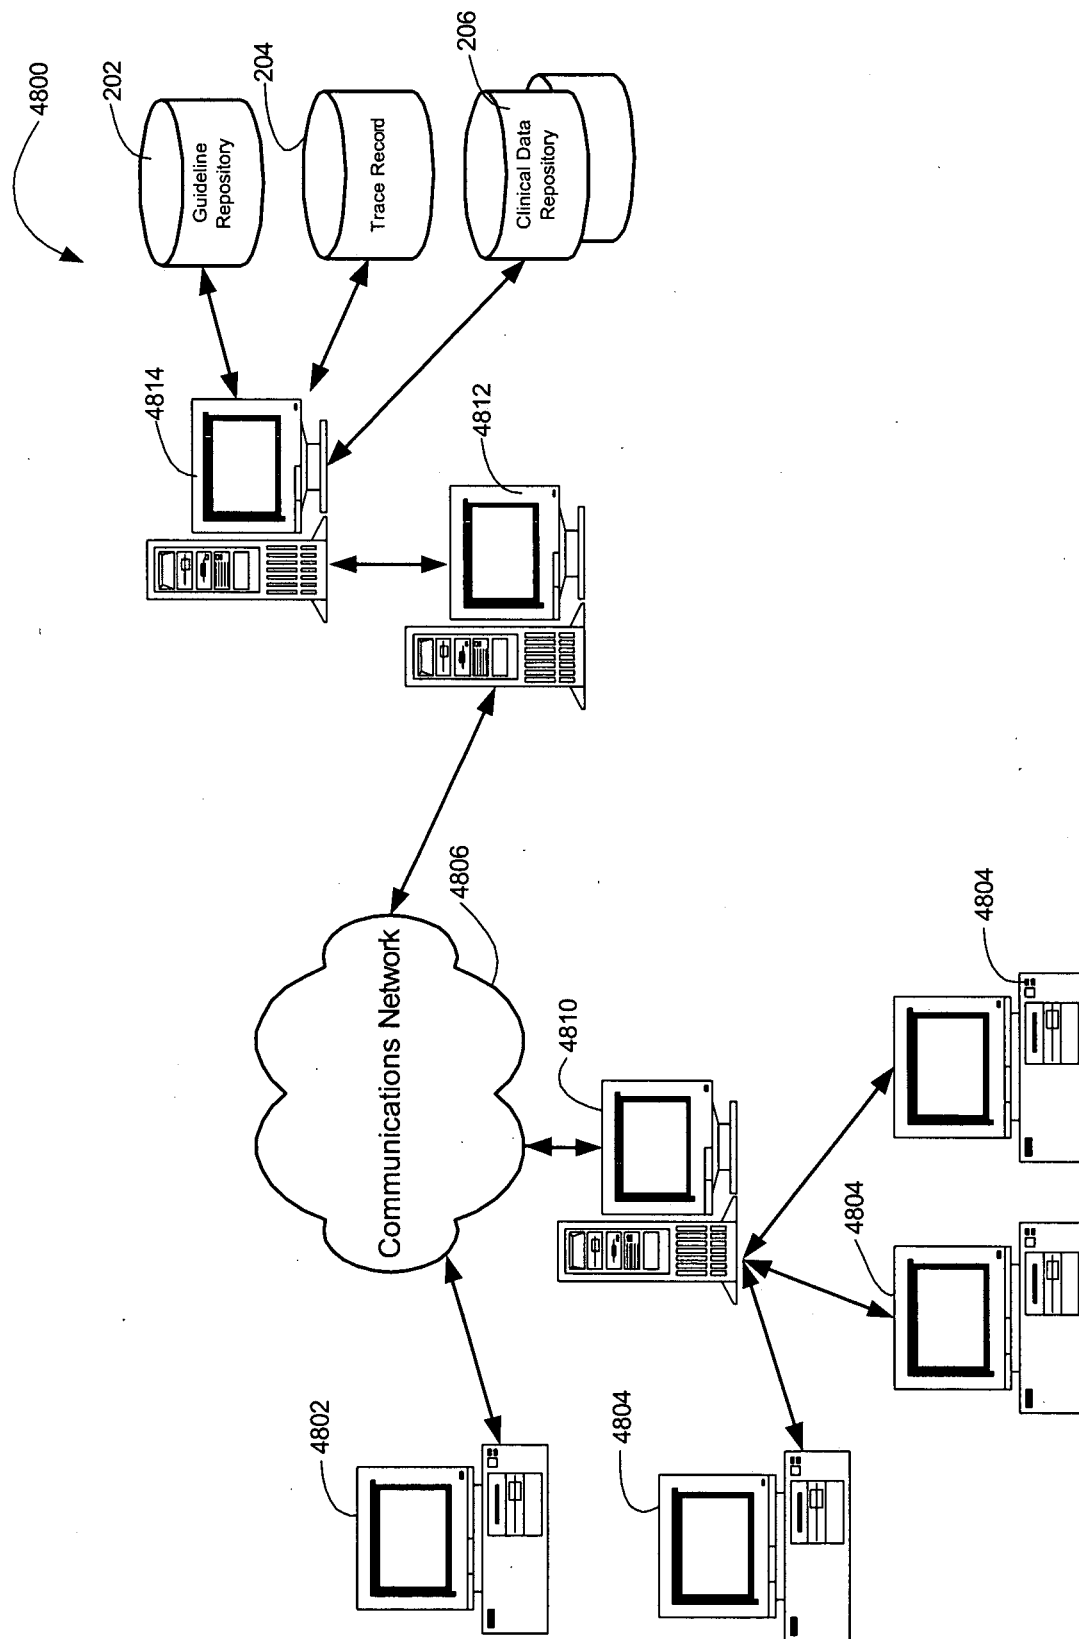 4800
202
Guideline
Repository
204
Trace Record
206
Clinical Data
Repository
4814
4812
4806
Communications Network
4810
4802
4804
4804
4804